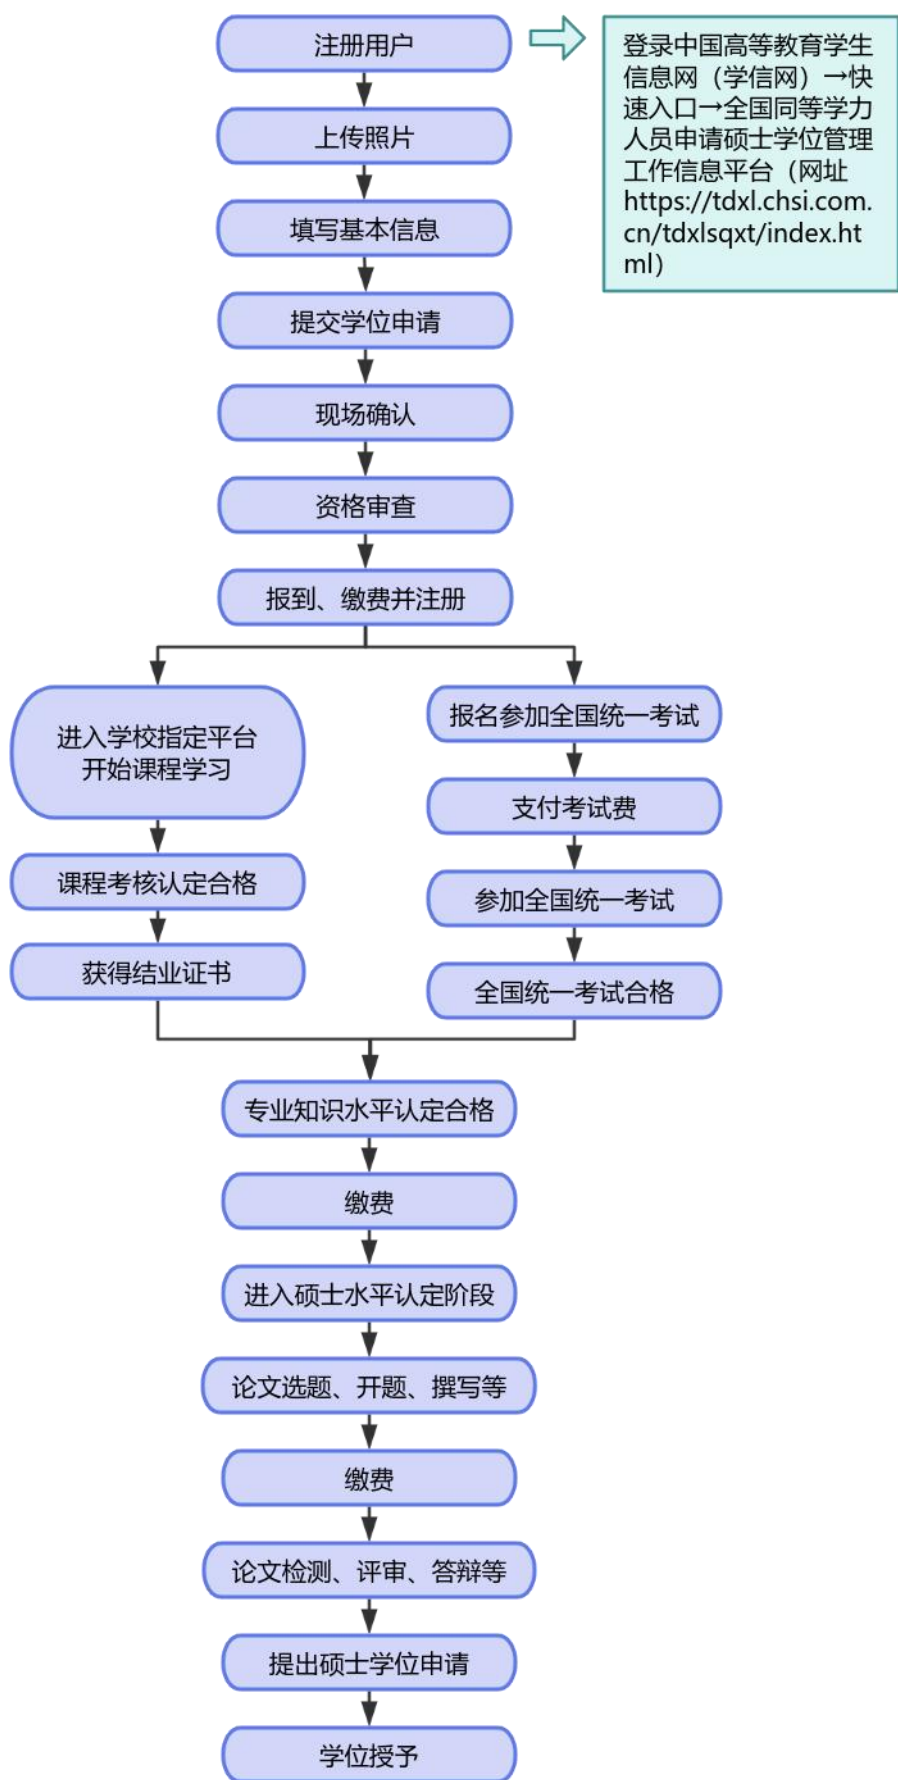 注册用户
登录中国高等教育学生
信息网（学信网）→快
速入口→全国同等学力
人员申请硕士学位管理
工作信息平台（网址
https://tdxl.chsi.com.
cn/tdxlsqxt/index.ht
ml）
上传照片
填写基本信息
提交学位申请
现场确认
资格审查
报到、缴费并注册
进入学校指定平台
开始课程学习
课程考核认定合格
获得结业证书
报名参加全国统一考试
支付考试费
参加全国统一考试
全国统一考试合格
专业知识水平认定合格
缴费
进入硕士水平认定阶段
论文选题、开题、撰写等
缴费
论文检测、评审、答辩等
提出硕士学位申请
学位授予